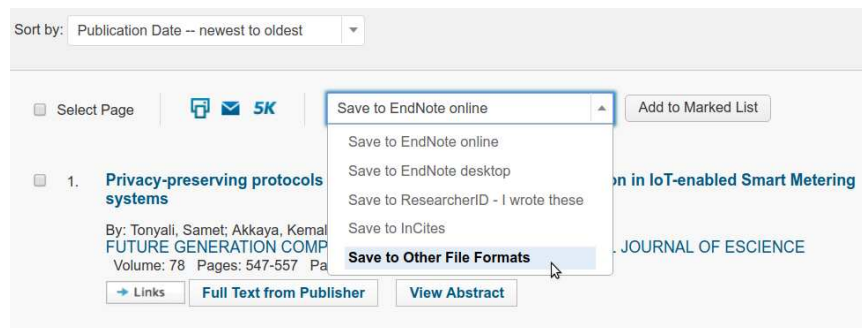 Sort by: Publication Date -- newest to oldest
Select Page 5K Save to EndNote online Add to Marked List
Save to EndNote online
Save to EndNote desktop
Save to ResearcherID - I wrote these
Save to InCites
Save to Other File Formats
1. Privacy-preserving protocols on in IoT-enabled Smart Metering
systems
By: Tonyali, Samet; Akkaya, Kemal
FUTURE GENERATION COMP JOURNAL OF ESCIENCE
Volume: 78 Pages: 547-557 Pa
Links Full Text from Publisher View Abstract